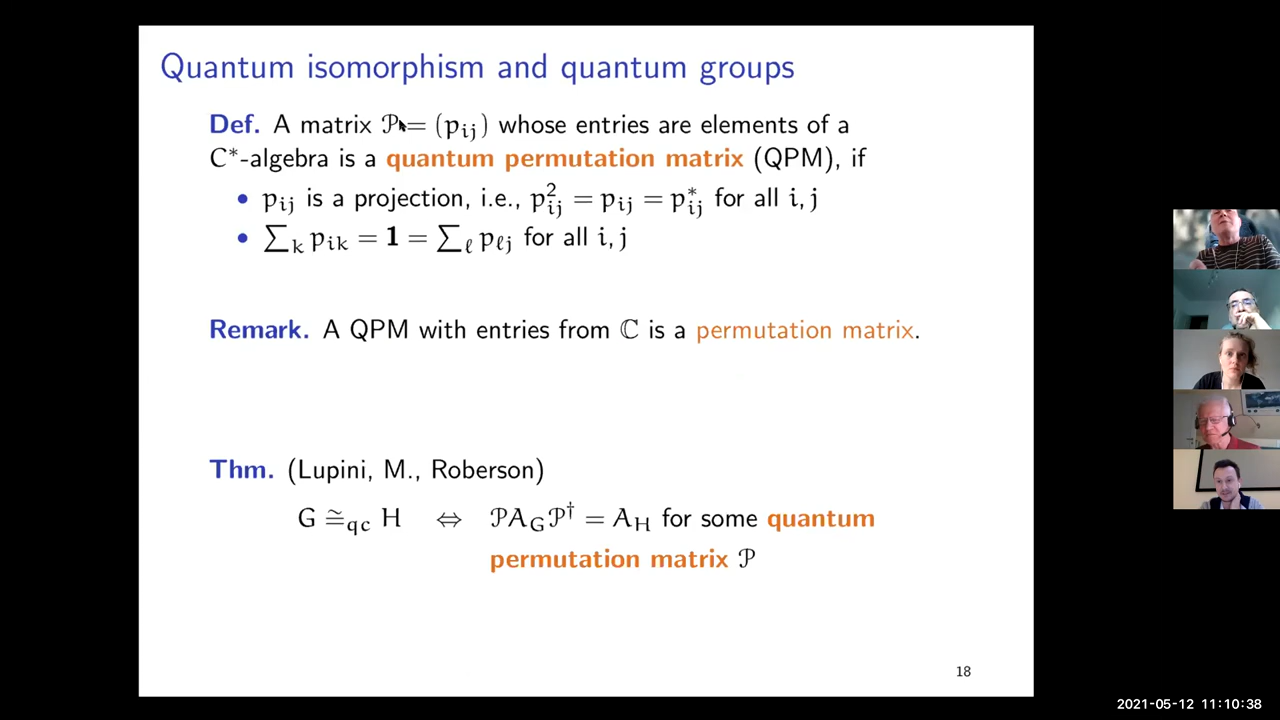 Quantum isomorphism and quantum groups
Def. A matrix 𝒫 = (pᵢⱼ) whose entries are elements of a
C*-algebra is a quantum permutation matrix (QPM), if
• pᵢⱼ is a projection, i.e., pᵢⱼ² = pᵢⱼ = pᵢⱼ* for all i, j
• ∑ₖ pᵢₖ = 1 = ∑_ℓ p_ℓj for all i, j
Remark. A QPM with entries from ℂ is a permutation matrix.
Thm. (Lupini, M., Roberson)
G ≅_qc H ⇔ 𝒫A_G𝒫† = A_H for some quantum
permutation matrix 𝒫
18
2021-05-12 11:10:38